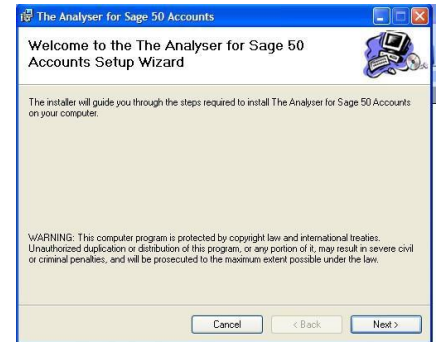 The Analyser for Sage 50 Accounts
Welcome to the The Analyser for Sage 50
Accounts Setup Wizard
The installer will guide you through the steps required to install The Analyser for Sage 50 Accounts
on your computer.
WARNING: This computer program is protected by copyright law and international treaties.
Unauthorized duplication or distribution of this program, or any portion of it, may result in severe civil
or criminal penalties, and will be prosecuted to the maximum extent possible under the law.
Cancel < Back Next >